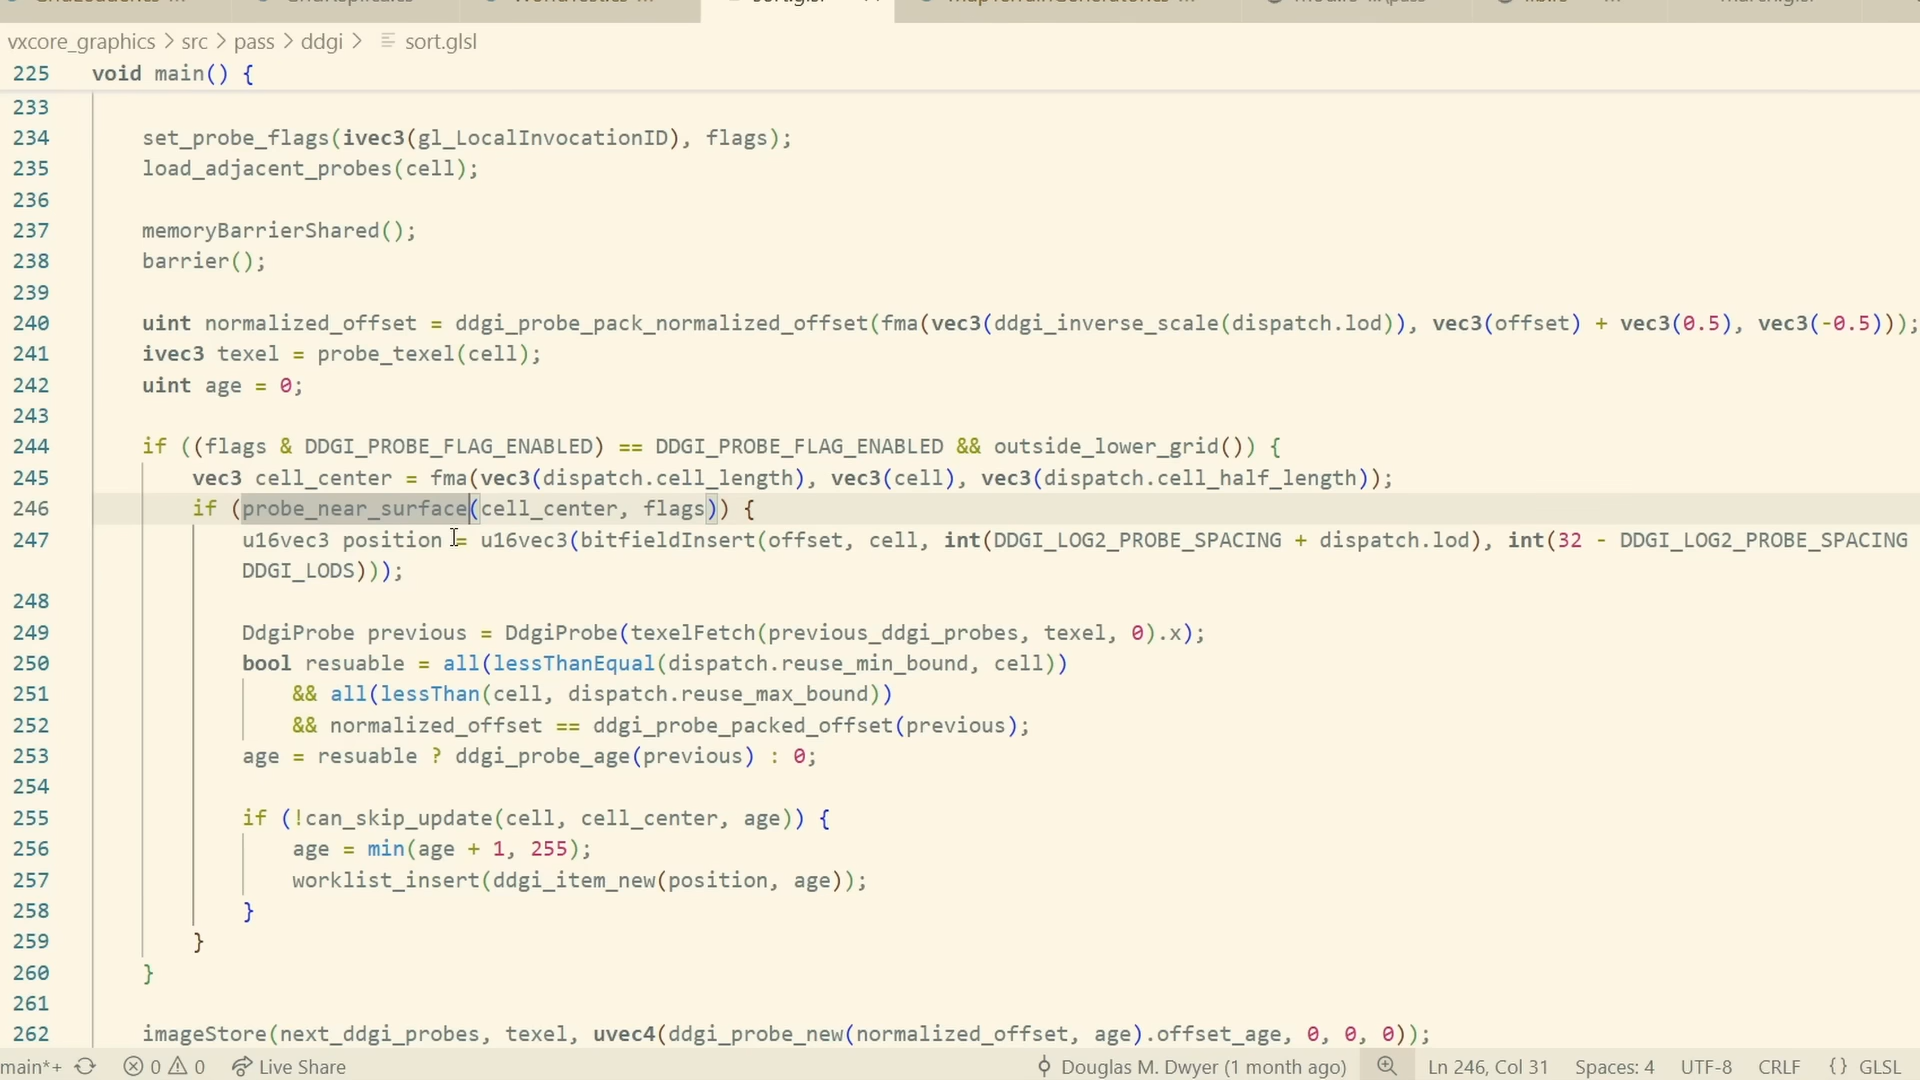 vxcore_graphics > src > pass > ddgi > sort.glsl
225 void main() {
233
234 set_probe_flags(ivec3(gl_LocalInvocationID), flags);
235 load_adjacent_probes(cell);
236
237 memoryBarrierShared();
238 barrier();
239
240 uint normalized_offset = ddgi_probe_pack_normalized_offset(fma(vec3(ddgi_inverse_scale(dispatch.lod)), vec3(offset) + vec3(0.5), vec3(-0.5)));
241 ivec3 texel = probe_texel(cell);
242 uint age = 0;
243
244 if ((flags & DDGI_PROBE_FLAG_ENABLED) == DDGI_PROBE_FLAG_ENABLED && outside_lower_grid()) {
245 vec3 cell_center = fma(vec3(dispatch.cell_length), vec3(cell), vec3(dispatch.cell_half_length));
246 if (probe_near_surface(cell_center, flags)) {
247 u16vec3 position = u16vec3(bitfieldInsert(offset, cell, int(DDGI_LOG2_PROBE_SPACING + dispatch.lod), int(32 - DDGI_LOG2_PROBE_SPACING
DDGI_LODS)));
248
249 DdgiProbe previous = DdgiProbe(texelFetch(previous_ddgi_probes, texel, 0).x);
250 bool resuable = all(lessThanEqual(dispatch.reuse_min_bound, cell))
251 && all(lessThan(cell, dispatch.reuse_max_bound))
252 && normalized_offset == ddgi_probe_packed_offset(previous);
253 age = resuable ? ddgi_probe_age(previous) : 0;
254
255 if (!can_skip_update(cell, cell_center, age)) {
256 age = min(age + 1, 255);
257 worklist_insert(ddgi_item_new(position, age));
258 }
259 }
260 }
261
262 imageStore(next_ddgi_probes, texel, uvec4(ddgi_probe_new(normalized_offset, age).offset_age, 0, 0, 0));
main*+ 0 0 Live Share Douglas M. Dwyer (1 month ago) Ln 246, Col 31 Spaces: 4 UTF-8 CRLF {} GLSL